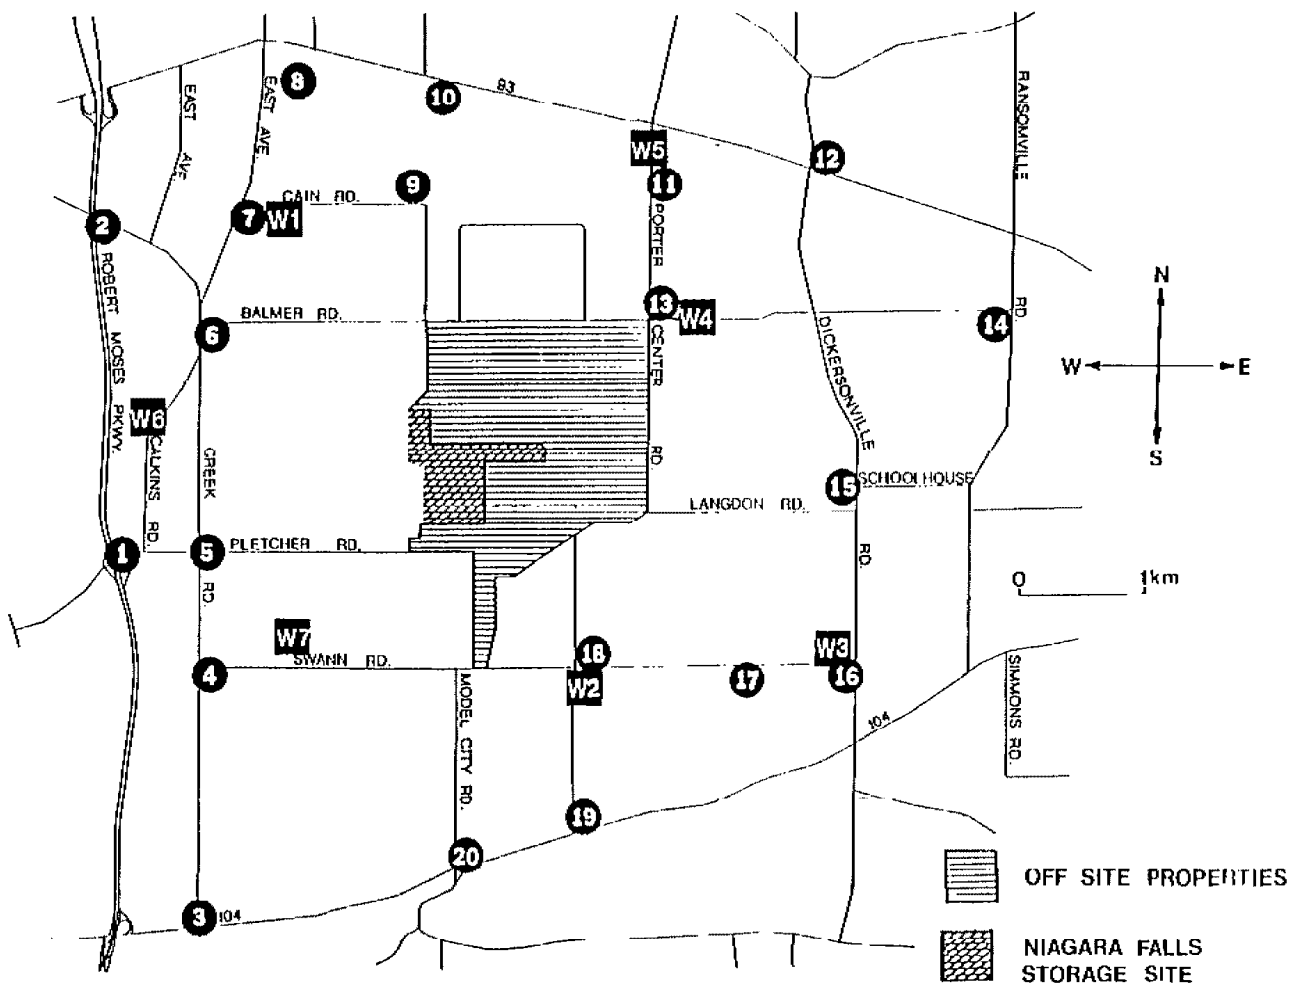 8
93
10
EAST AVE.
EAST AVE.
RANSOMVILLE RD.
W5
12
9
11
CAIN RD.
2
7
W1
PORTER CENTER RD
ROBERT MOSES PKWY.
N
13
W4
BALMER RD.
6
14
DICKERSONVILLE RD.
W
E
W6
CALKINS RD.
CREEK RD.
S
15
SCHOOLHOUSE
LANGDON RD.
1
5
PLETCHER RD.
0
1km
W7
18
W3
SWANN RD.
4
W2
17
16
MODEL CITY RD.
SIMMONS RD.
104
19
20
3
104
OFF SITE PROPERTIES
NIAGARA FALLS
STORAGE SITE